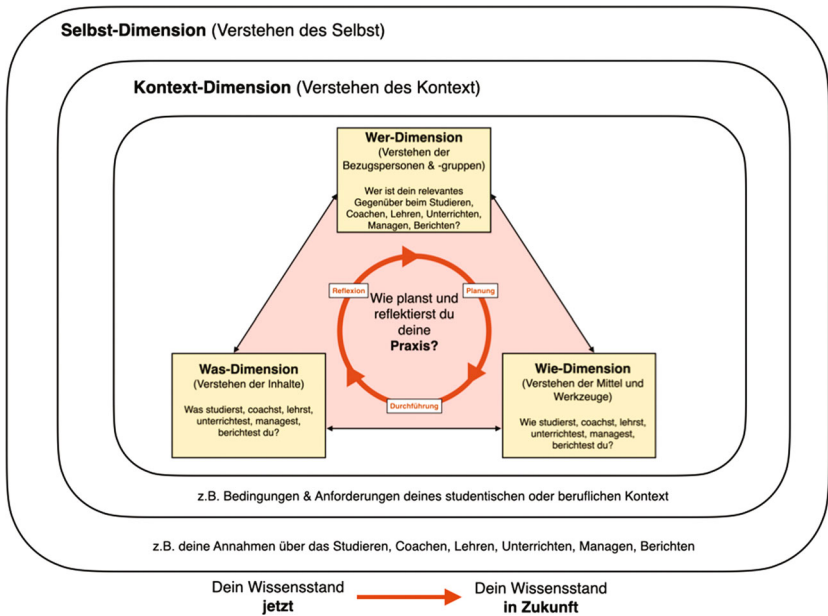 Selbst-Dimension (Verstehen des Selbst)
Kontext-Dimension (Verstehen des Kontext)
Wer-Dimension
(Verstehen der
Bezugspersonen & -gruppen)
Wer ist dein relevantes
Gegenüber beim Studieren,
Coachen, Lehren, Unterrichten,
Managen, Berichten?
Reflexion
Planung
Wie planst und
reflektierst du
deine
Praxis?
Durchführung
Was-Dimension
(Verstehen der Inhalte)
Was studierst, coachst, lehrst,
unterrichtest, managest,
berichtest du?
Wie-Dimension
(Verstehen der Mittel und
Werkzeuge)
Wie studierst, coachst, lehrst,
unterrichtest, managest,
berichtest du?
z.B. Bedingungen & Anforderungen deines studentischen oder beruflichen Kontext
z.B. deine Annahmen über das Studieren, Coachen, Lehren, Unterrichten, Managen, Berichten
Dein Wissensstand
jetzt
Dein Wissensstand
in Zukunft